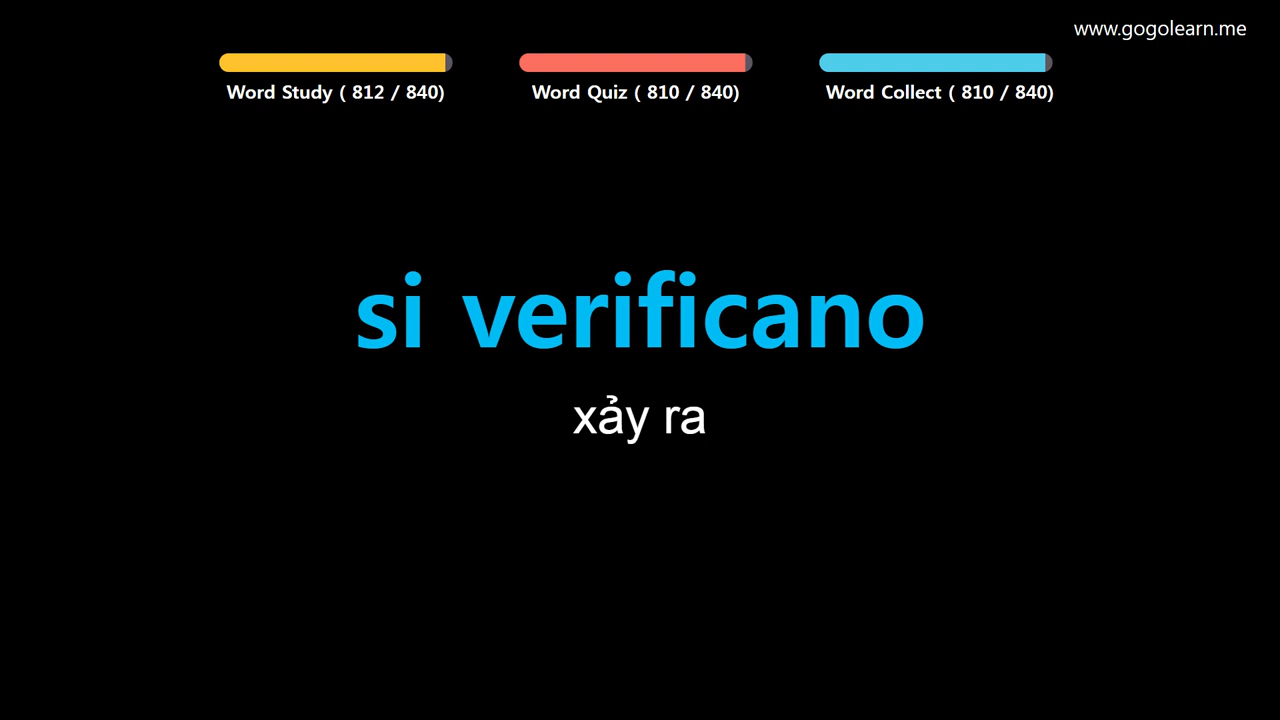 www.gogolearn.me
Word Study ( 812 / 840)
Word Quiz ( 810 / 840)
Word Collect ( 810 / 840)
si verificano
xảy ra